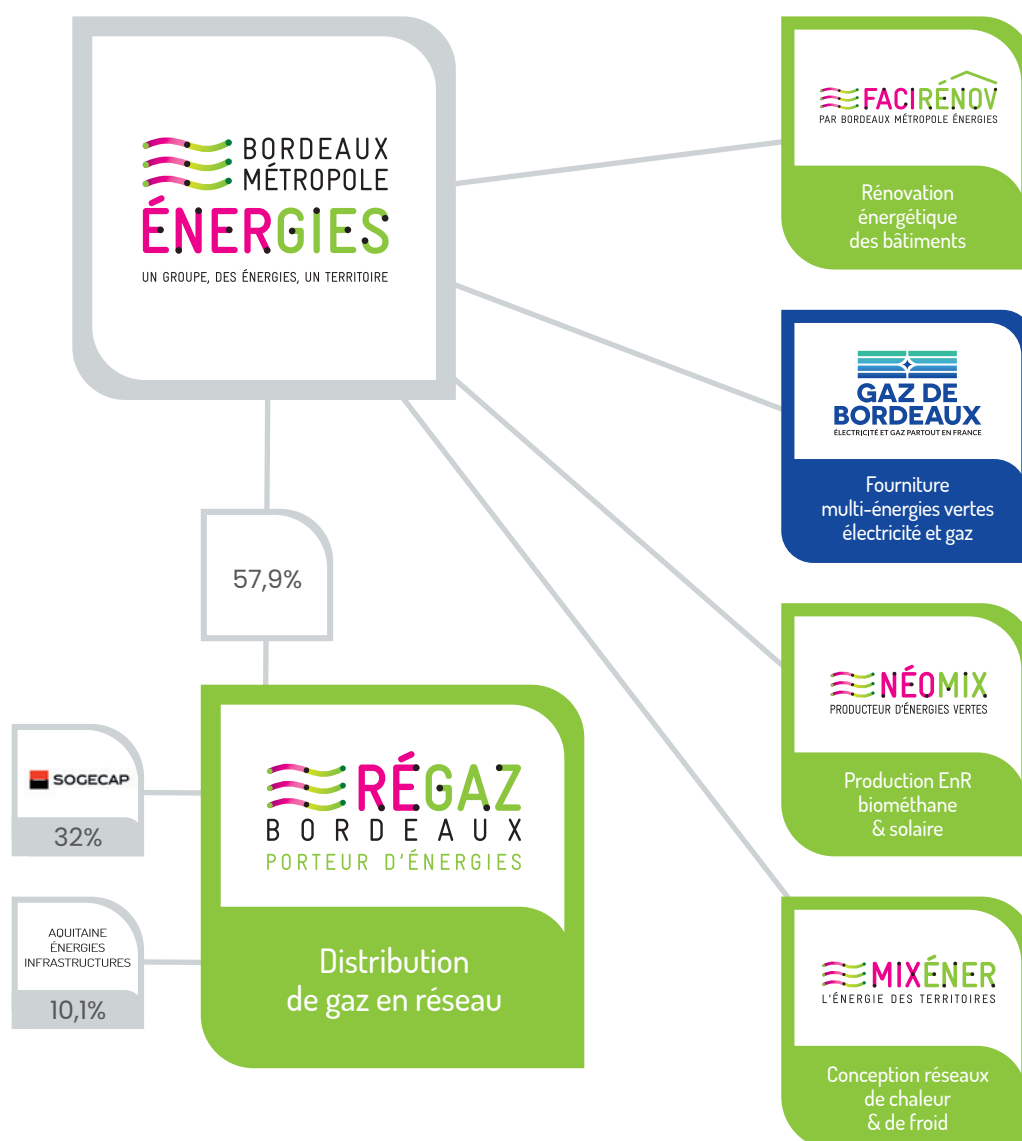 BORDEAUX
MÉTROPOLE
ÉNERGIES
UN GROUPE, DES ÉNERGIES, UN TERRITOIRE
FACIRÉNOV
PAR BORDEAUX MÉTROPOLE ÉNERGIES
Rénovation
énergétique
des bâtiments
GAZ DE
BORDEAUX
ÉLECTRICITÉ ET GAZ PARTOUT EN FRANCE
Fourniture
multi-énergies vertes
électricité et gaz
57,9%
NÉOMIX
PRODUCTEUR D'ÉNERGIES VERTES
Production EnR
biométhane
& solaire
SOGECAP
32%
RÉGAZ
BORDEAUX
PORTEUR D'ÉNERGIES
Distribution
de gaz en réseau
AQUITAINE
ÉNERGIES
INFRASTRUCTURES
10,1%
MIXÉNER
L'ÉNERGIE DES TERRITOIRES
Conception réseaux
de chaleur
& de froid